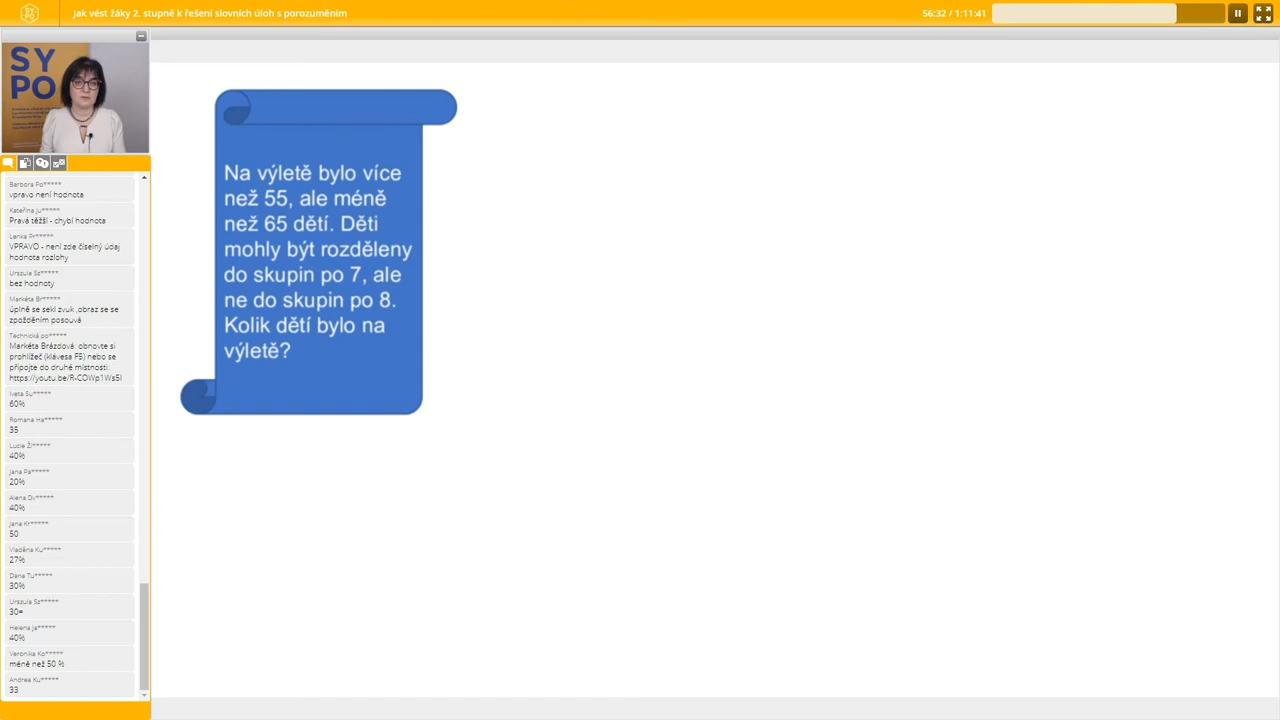 Jak vést žáky 2. stupně k řešení slovních úloh s porozuměním
56:32 / 1:11:41
SY
PO
Barbora Po*****
vpravo není hodnota
Kateřina Ju*****
Pravá těžší - chybí hodnota
Lenka Pr*****
VPRAVO - není zde číselný údaj
hodnota rozlohy
Urszula Sz*****
bez hodnoty
Markéta Br*****
úplně se sekl zvuk ,obraz se se
zpožděním posouvá
Technická po*****
Markéta Brázdová: obnovte si
prohlížeč (klávesa F5) nebo se
připojte do druhé místnosti:
https://youtu.be/R-COWp1Ws5I
Iveta Su*****
60%
Romana Ha*****
35
Lucie Ži*****
40%
Jana Pa*****
20%
Alena Dv*****
40%
Jana Kr*****
50
Vladěna Ku*****
27%
Dana Tu*****
30%
Urszula Sz*****
30=
Helena Ja*****
40%
Veronika Ko*****
méně než 50 %
Andrea Ku*****
33
Na výletě bylo více
než 55, ale méně
než 65 dětí. Děti
mohly být rozděleny
do skupin po 7, ale
ne do skupin po 8.
Kolik dětí bylo na
výletě?